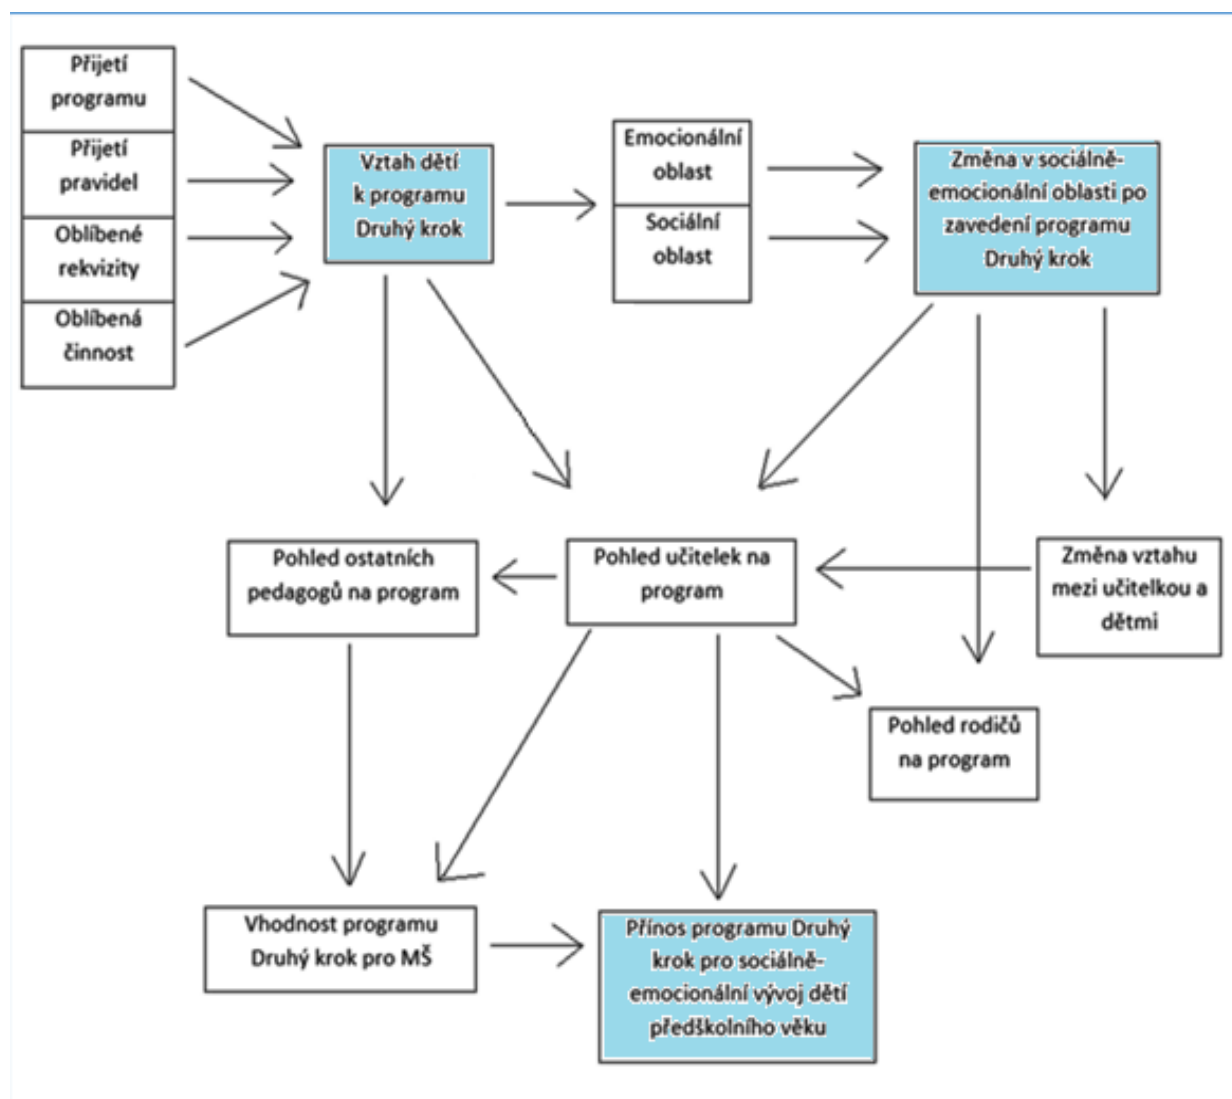 Přijetí
programu
Přijetí
pravidel
Oblíbené
rekvizity
Oblíbená
činnost
Vztah dětí
k programu
Druhý krok
Emocionální
oblast
Sociální
oblast
Změna v sociálně-
emocionální oblasti po
zavedení programu
Druhý krok
Pohled ostatních
pedagogů na program
Pohled učitelek na
program
Změna vztahu
mezi učitelkou a
dětmi
Pohled rodičů
na program
Vhodnost programu
Druhý krok pro MŠ
Přínos programu Druhý
krok pro sociálně-
emocionální vývoj dětí
předškolního věku